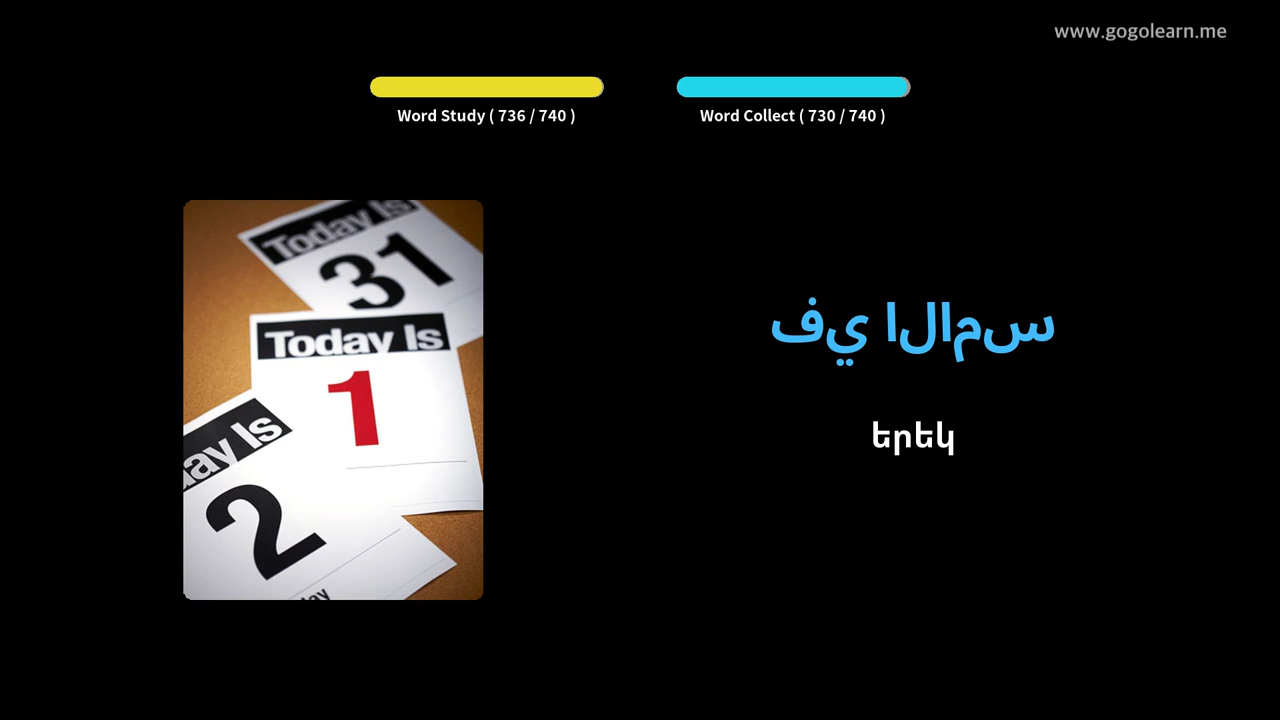 www.gogolearn.me
Word Study ( 736 / 740 )
Word Collect ( 730 / 740 )
Today Is
31
Today Is
1
ay Is
2
في الامس
երեկ